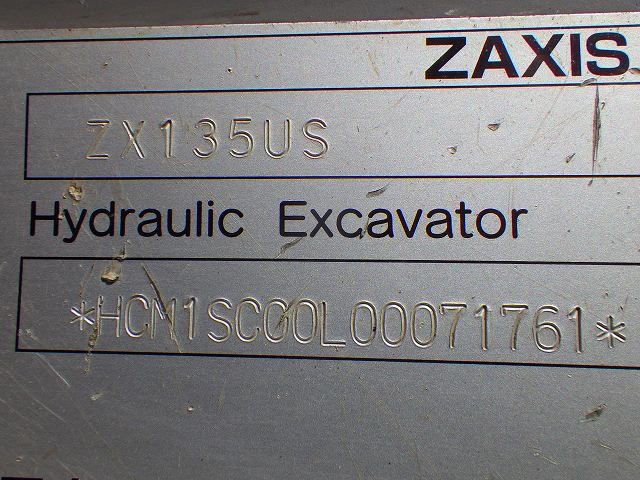 ZAXIS
ZX135US
Hydraulic Excavator
*HCM1SC00L00071761*